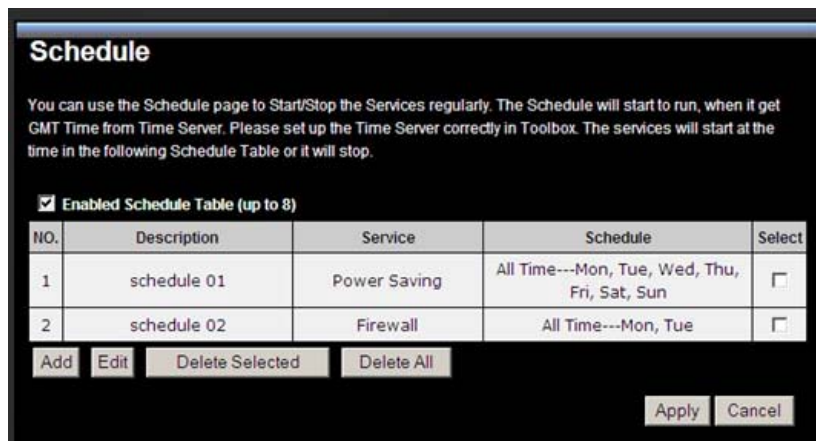 Schedule
You can use the Schedule page to Start/Stop the Services regularly. The Schedule will start to run, when it get
GMT Time from Time Server. Please set up the Time Server correctly in Toolbox. The services will start at the
time in the following Schedule Table or it will stop.
Enabled Schedule Table (up to 8)
NO. Description Service Schedule Select
1 schedule 01 Power Saving All Time---Mon, Tue, Wed, Thu,
Fri, Sat, Sun
2 schedule 02 Firewall All Time---Mon, Tue
Add Edit Delete Selected Delete All
Apply Cancel